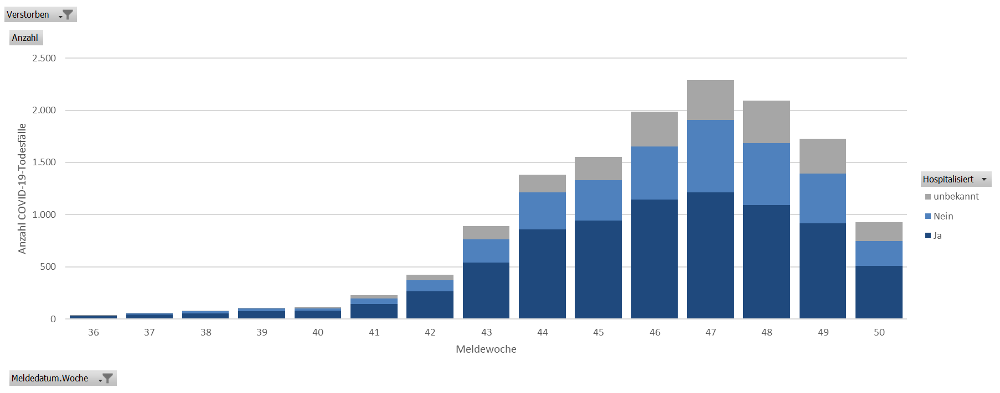 Verstorben
Anzahl
2.500
2.000
1.500
1.000
500
0
Anzahl COVID-19-Todesfälle
36 37 38 39 40 41 42 43 44 45 46 47 48 49 50
Meldewoche
Hospitalisiert
unbekannt
Nein
Ja
Meldedatum.Woche